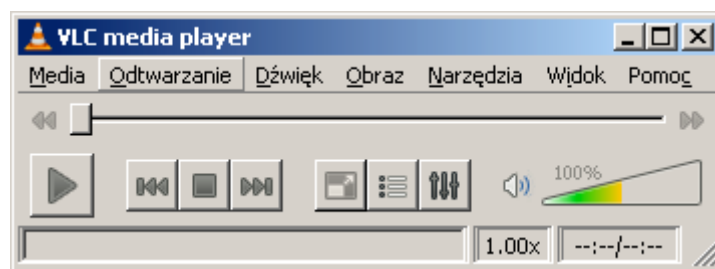 VLC media player
Media Odtwarzanie Dźwięk Obraz Narzędzia Widok Pomoc
100%
1.00x --:--/--:--